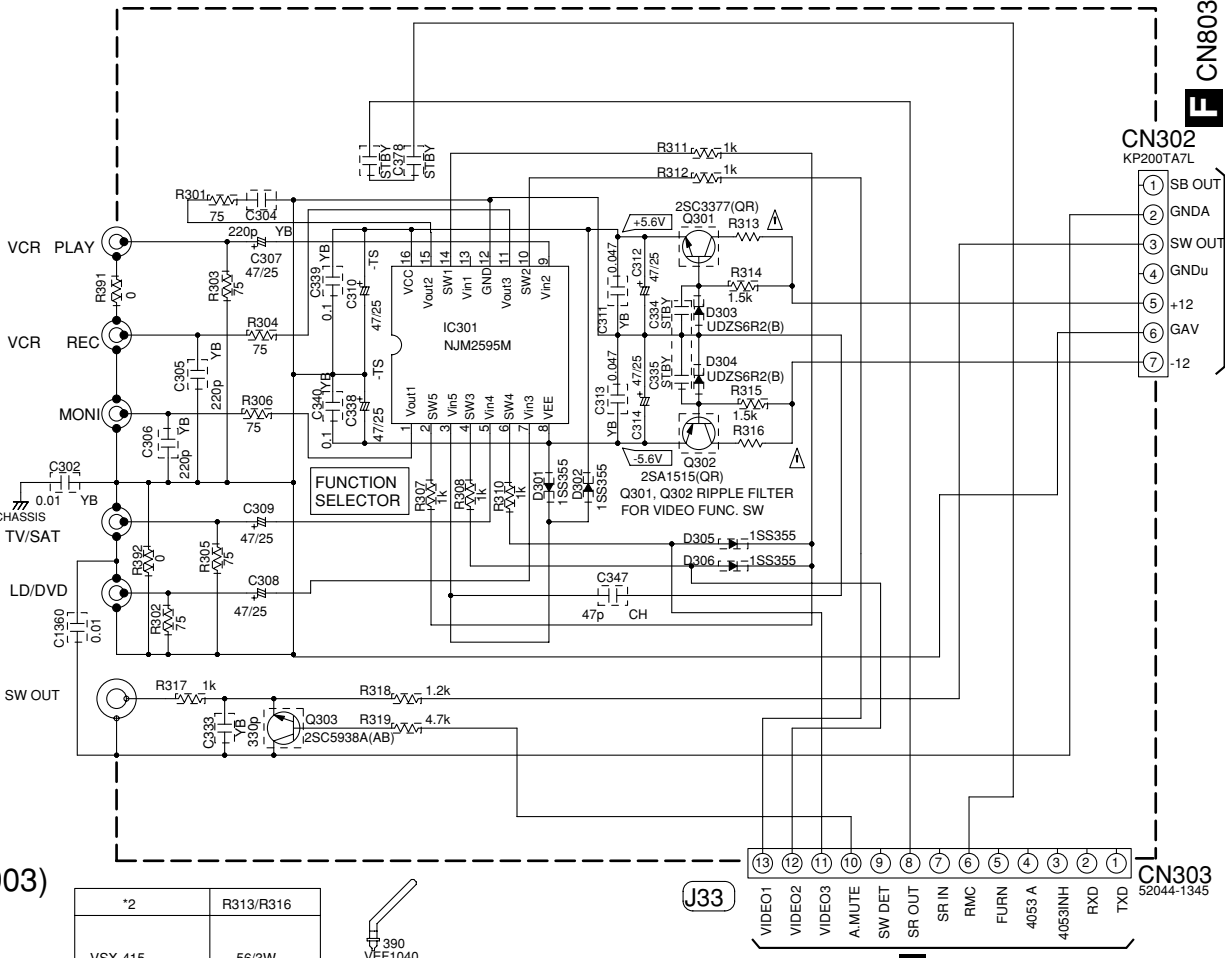 F CN803
CN302
KP200TA7L
1 SB OUT
2 GNDA
3 SW OUT
4 GNDu
5 +12
6 GAV
7 -12
STBY
C378
STBY
R311 1k
R312 1k
R301
75
C304
220p YB
C307
47/25
VCR PLAY
R391
0
R303
75
VCR REC
R304
75
C305
220p
YB
MONI
R306
75
C306
220p
YB
C302
0.01 YB
CHASSIS
TV/SAT
C309
47/25
R392
0
R305
75
LD/DVD
C308
47/25
R302
75
C1360
0.01
C339
YB
0.1
C310
-TS
47/25
C340
YB
0.1
C338
-TS
47/25
16 15 14 13 12 11 10 9
VCC Vout2 SW1 Vin1 GND Vout3 SW2 Vin2
IC301
NJM2595M
Vout1 SW5 Vin5 SW3 Vin4 SW4 Vin3 VEE
1 2 3 4 5 6 7 8
FUNCTION
SELECTOR
R307
1k
R308
1k
R310
1k
D301
1SS355
D302
1SS355
2SC3377(QR)
Q301
+5.6V
R313
C311
YB
0.047
C312
47/25
C334
STBY
R314
1.5k
D303
UDZS6R2(B)
D304
UDZS6R2(B)
C313
YB
0.047
C314
47/25
C335
STBY
R315
1.5k
R316
-5.6V
Q302
2SA1515(QR)
Q301, Q302 RIPPLE FILTER
FOR VIDEO FUNC. SW
D305 1SS355
D306 1SS355
C347
47p CH
SW OUT
R317 1k
C333
YB
330p
Q303
2SC5938A(AB)
R318 1.2k
R319 4.7k
J33
13 12 11 10 9 8 7 6 5 4 3 2 1
VIDEO1
VIDEO2
VIDEO3
A.MUTE
SW DET
SR OUT
SR IN
RMC
FURN
4053 A
4053INH
RXD
TXD
CN303
52044-1345
03)
*2 R313/R316
VSX-415 56/3W
390
VEF1040